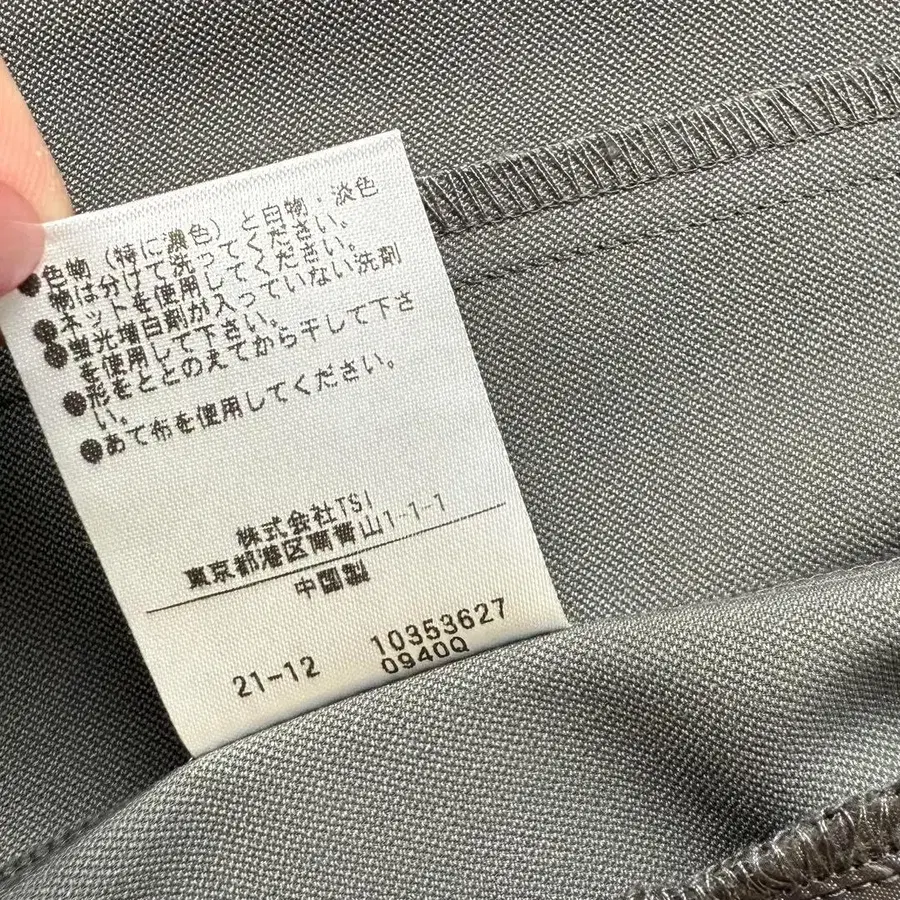 ●色物(特に濃色)と白物・淡色
物は分けて洗ってください。
●ネットを使用してください。
●蛍光増白剤が入っていない洗剤
を使用して下さい。
●形をととのえてから干して下さ
い。
●あて布を使用してください。
株式会社TSI
東京都港区南青山1-1-1
中国製
21-12 10353627
0940Q